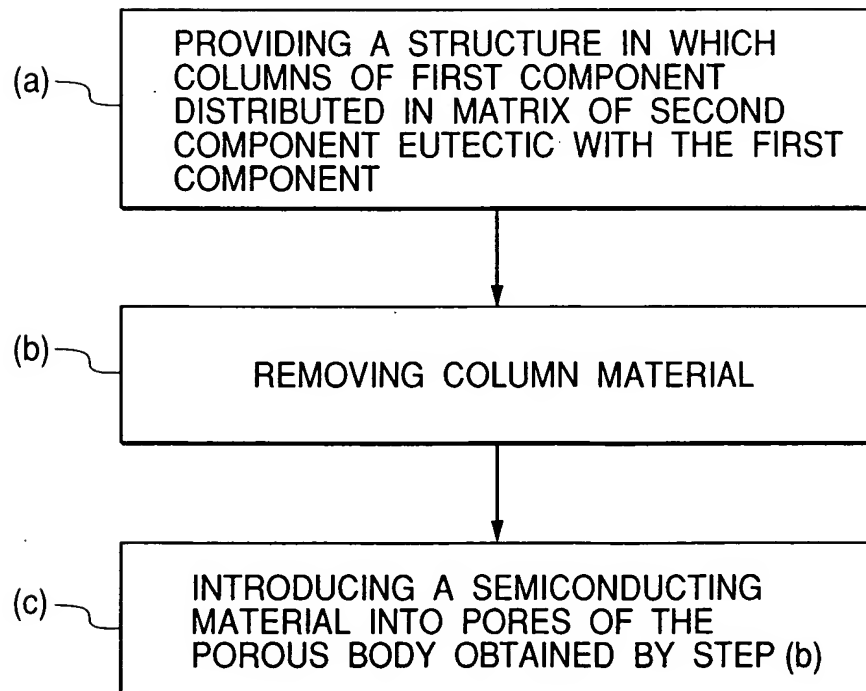 (a)
PROVIDING A STRUCTURE IN WHICH
COLUMNS OF FIRST COMPONENT
DISTRIBUTED IN MATRIX OF SECOND
COMPONENT EUTECTIC WITH THE FIRST
COMPONENT
(b)
REMOVING COLUMN MATERIAL
(c)
INTRODUCING A SEMICONDUCTING
MATERIAL INTO PORES OF THE
POROUS BODY OBTAINED BY STEP (b)